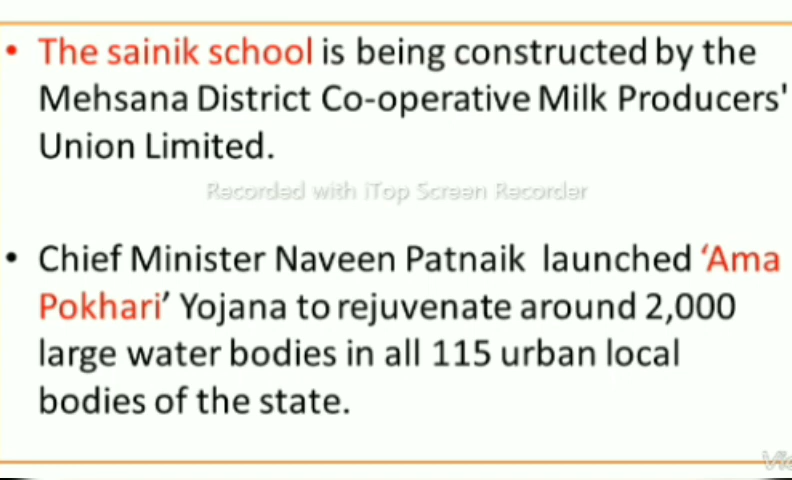 • The sainik school is being constructed by the
Mehsana District Co-operative Milk Producers'
Union Limited.
Recorded with iTop Screen Recorder
• Chief Minister Naveen Patnaik launched ‘Ama
Pokhari’ Yojana to rejuvenate around 2,000
large water bodies in all 115 urban local
bodies of the state.